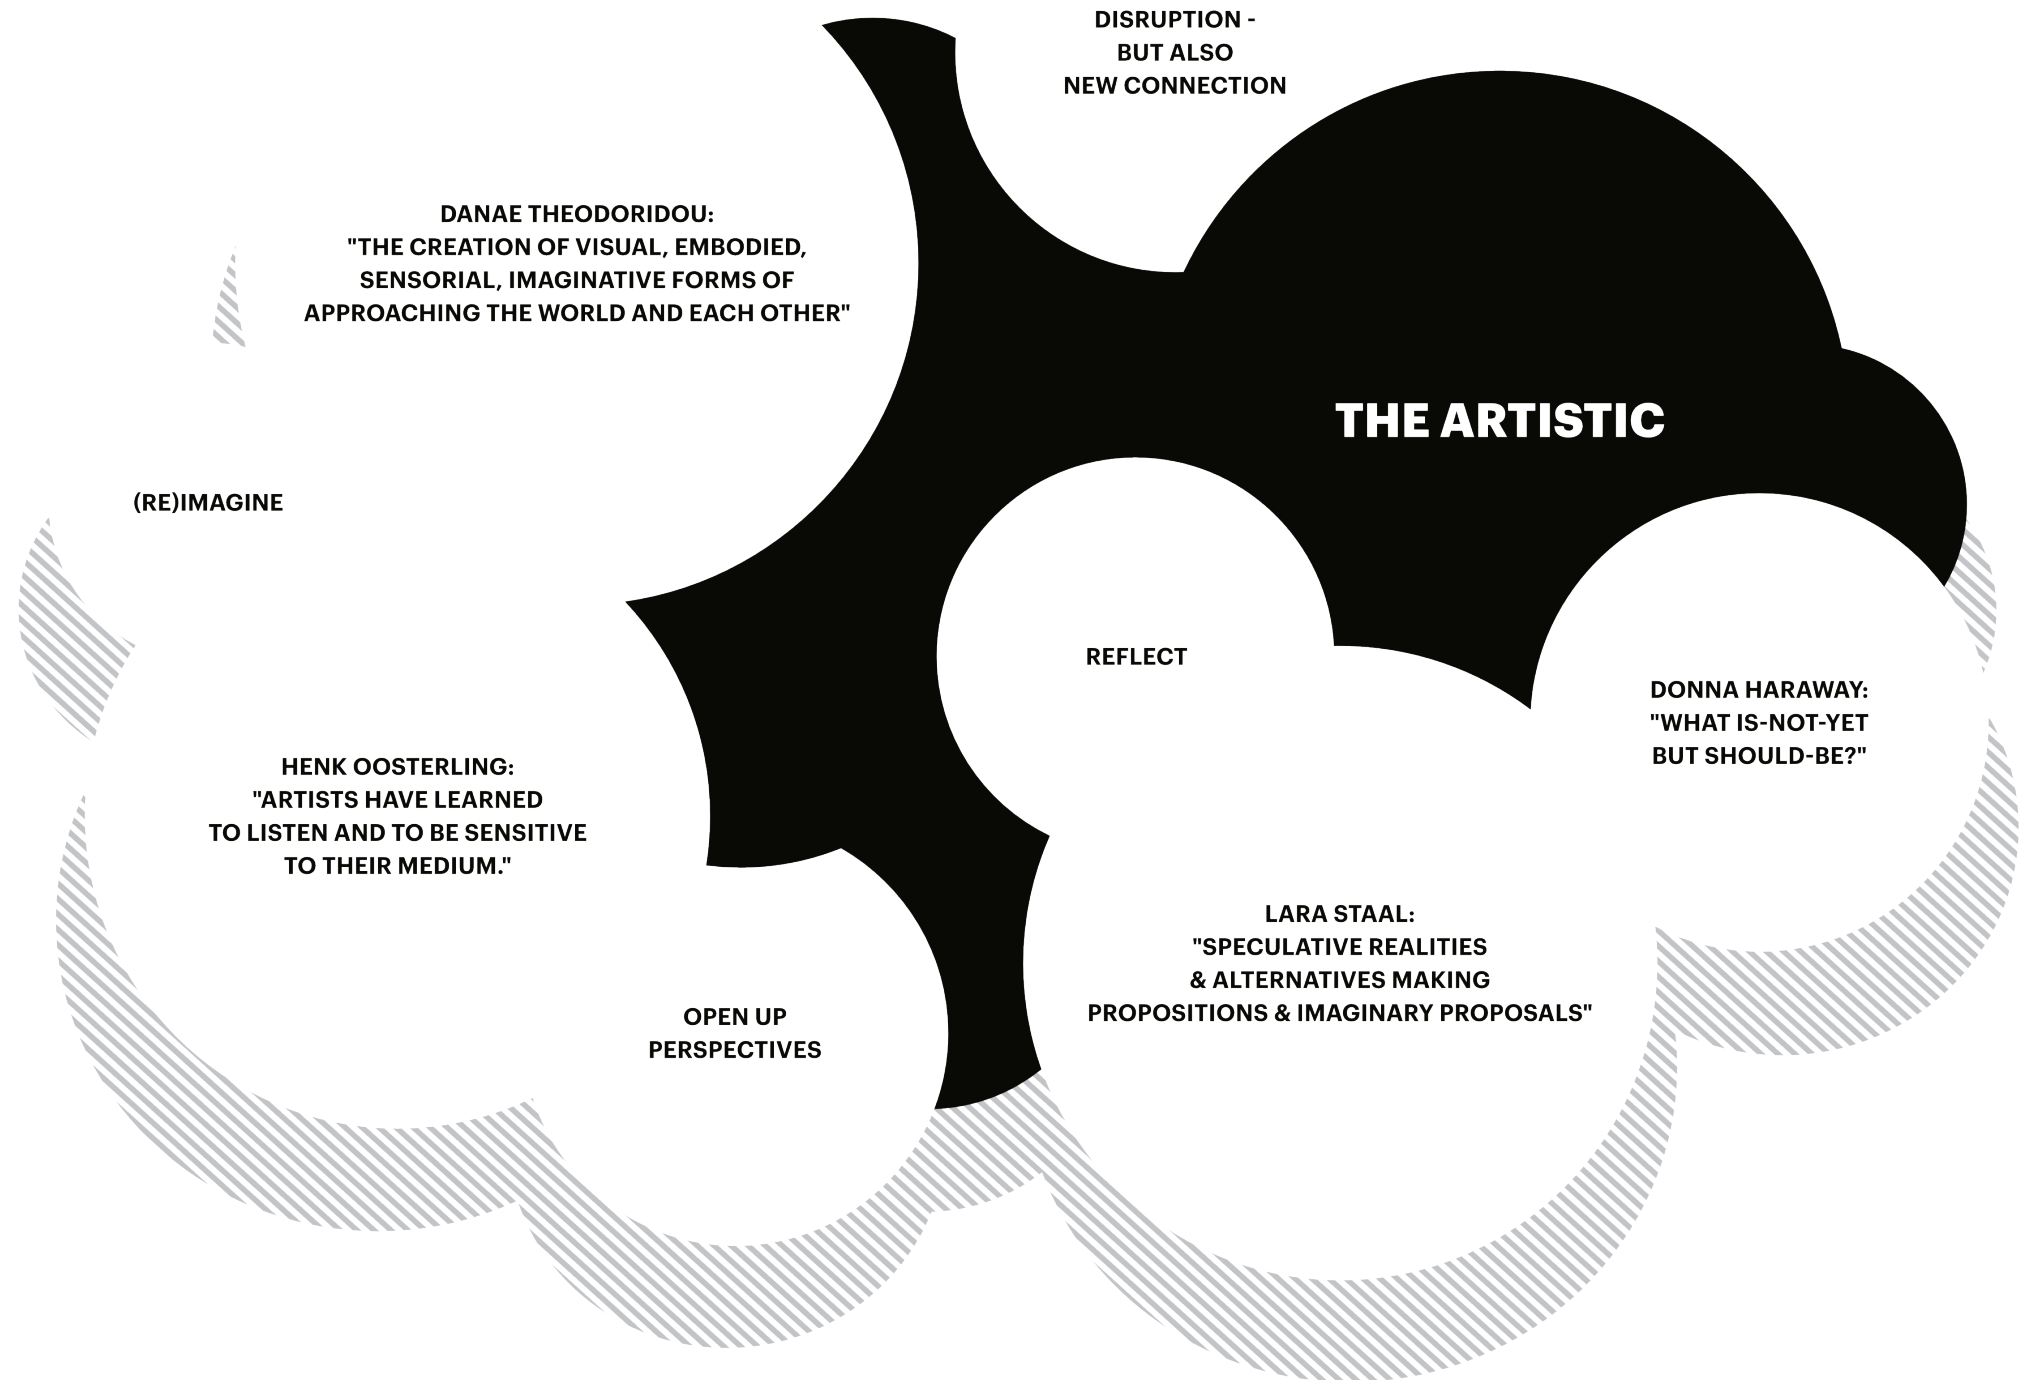 DISRUPTION -
BUT ALSO
NEW CONNECTION
DANAE THEODORIDOU:
"THE CREATION OF VISUAL, EMBODIED,
SENSORIAL, IMAGINATIVE FORMS OF
APPROACHING THE WORLD AND EACH OTHER"
THE ARTISTIC
(RE)IMAGINE
REFLECT
DONNA HARAWAY:
"WHAT IS-NOT-YET
BUT SHOULD-BE?"
HENK OOSTERLING:
"ARTISTS HAVE LEARNED
TO LISTEN AND TO BE SENSITIVE
TO THEIR MEDIUM."
LARA STAAL:
"SPECULATIVE REALITIES
& ALTERNATIVES MAKING
PROPOSITIONS & IMAGINARY PROPOSALS"
OPEN UP
PERSPECTIVES